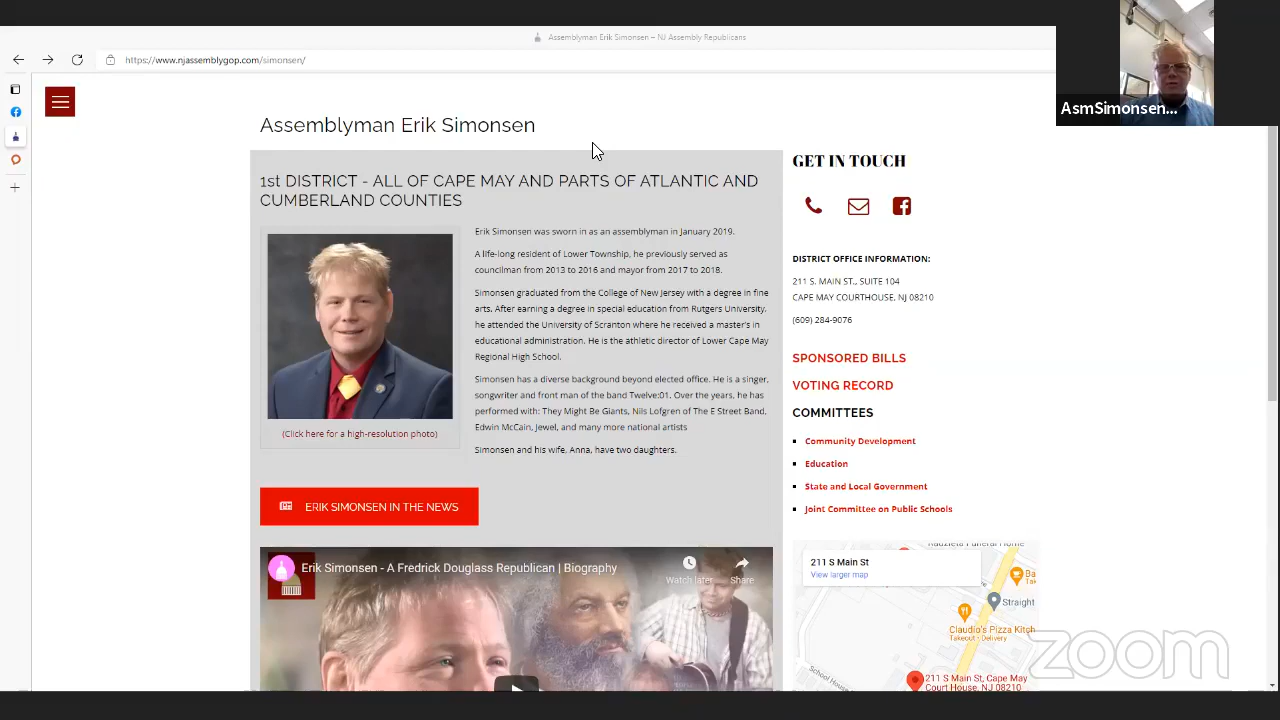 Assemblyman Erik Simonsen – NJ Assembly Republicans
https://www.njassemblygop.com/simonsen/
AsmSimonsen...
Assemblyman Erik Simonsen
1st DISTRICT - ALL OF CAPE MAY AND PARTS OF ATLANTIC AND
CUMBERLAND COUNTIES
Erik Simonsen was sworn in as an assemblyman in January 2019.
A life-long resident of Lower Township, he previously served as
councilman from 2013 to 2016 and mayor from 2017 to 2018.
Simonsen graduated from the College of New Jersey with a degree in fine
arts. After earning a degree in special education from Rutgers University,
he attended the University of Scranton where he received a master's in
educational administration. He is the athletic director of Lower Cape May
Regional High School.
Simonsen has a diverse background beyond elected office. He is a singer,
songwriter and front man of the band Twelve:01. Over the years, he has
performed with: They Might Be Giants, Nils Lofgren of The E Street Band,
Edwin McCain, Jewel, and many more national artists
Simonsen and his wife, Anna, have two daughters.
(Click here for a high-resolution photo)
ERIK SIMONSEN IN THE NEWS
Erik Simonsen - A Fredrick Douglass Republican | Biography
Watch later
Share
GET IN TOUCH
DISTRICT OFFICE INFORMATION:
211 S. MAIN ST., SUITE 104
CAPE MAY COURTHOUSE, NJ 08210
(609) 284-9076
SPONSORED BILLS
VOTING RECORD
COMMITTEES
Community Development
Education
State and Local Government
Joint Committee on Public Schools
Radzieta Funeral Home
211 S Main St
View larger map
Ba
Take
Straight
Claudio's Pizza Kitch
Takeout • Delivery
School House
211 S Main St, Cape May
Court House, NJ 08210
zoom